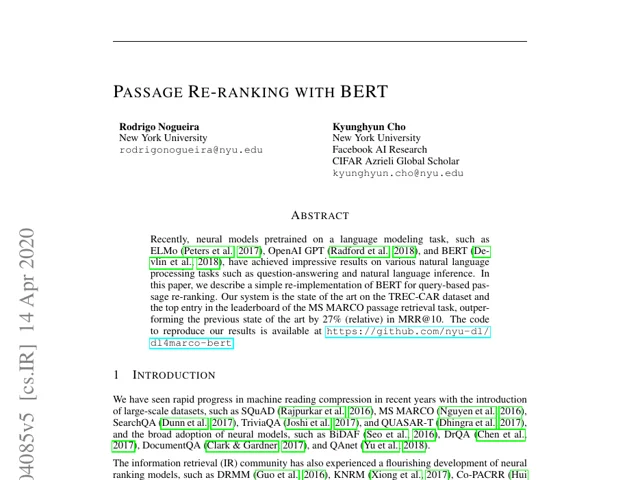 PASSAGE RE-RANKING WITH BERT
Rodrigo Nogueira
New York University
rodrigonogueira@nyu.edu
Kyunghyun Cho
New York University
Facebook AI Research
CIFAR Azrieli Global Scholar
kyunghyun.cho@nyu.edu
ABSTRACT
Recently, neural models pretrained on a language modeling task, such as
ELMo (Peters et al., 2017), OpenAI GPT (Radford et al., 2018), and BERT (De-
vlin et al., 2018), have achieved impressive results on various natural language
processing tasks such as question-answering and natural language inference. In
this paper, we describe a simple re-implementation of BERT for query-based pas-
sage re-ranking. Our system is the state of the art on the TREC-CAR dataset and
the top entry in the leaderboard of the MS MARCO passage retrieval task, outper-
forming the previous state of the art by 27% (relative) in MRR@10. The code
to reproduce our results is available at https://github.com/nyu-dl/
dl4marco-bert
1 INTRODUCTION
We have seen rapid progress in machine reading compression in recent years with the introduction
of large-scale datasets, such as SQuAD (Rajpurkar et al., 2016), MS MARCO (Nguyen et al., 2016),
SearchQA (Dunn et al., 2017), TriviaQA (Joshi et al., 2017), and QUASAR-T (Dhingra et al., 2017),
and the broad adoption of neural models, such as BiDAF (Seo et al., 2016), DrQA (Chen et al.,
2017), DocumentQA (Clark & Gardner, 2017), and QAnet (Yu et al., 2018).
The information retrieval (IR) community has also experienced a flourishing development of neural
ranking models, such as DRMM (Guo et al., 2016), KNRM (Xiong et al., 2017), Co-PACRR (Hui
04085v5 [cs.IR] 14 Apr 2020